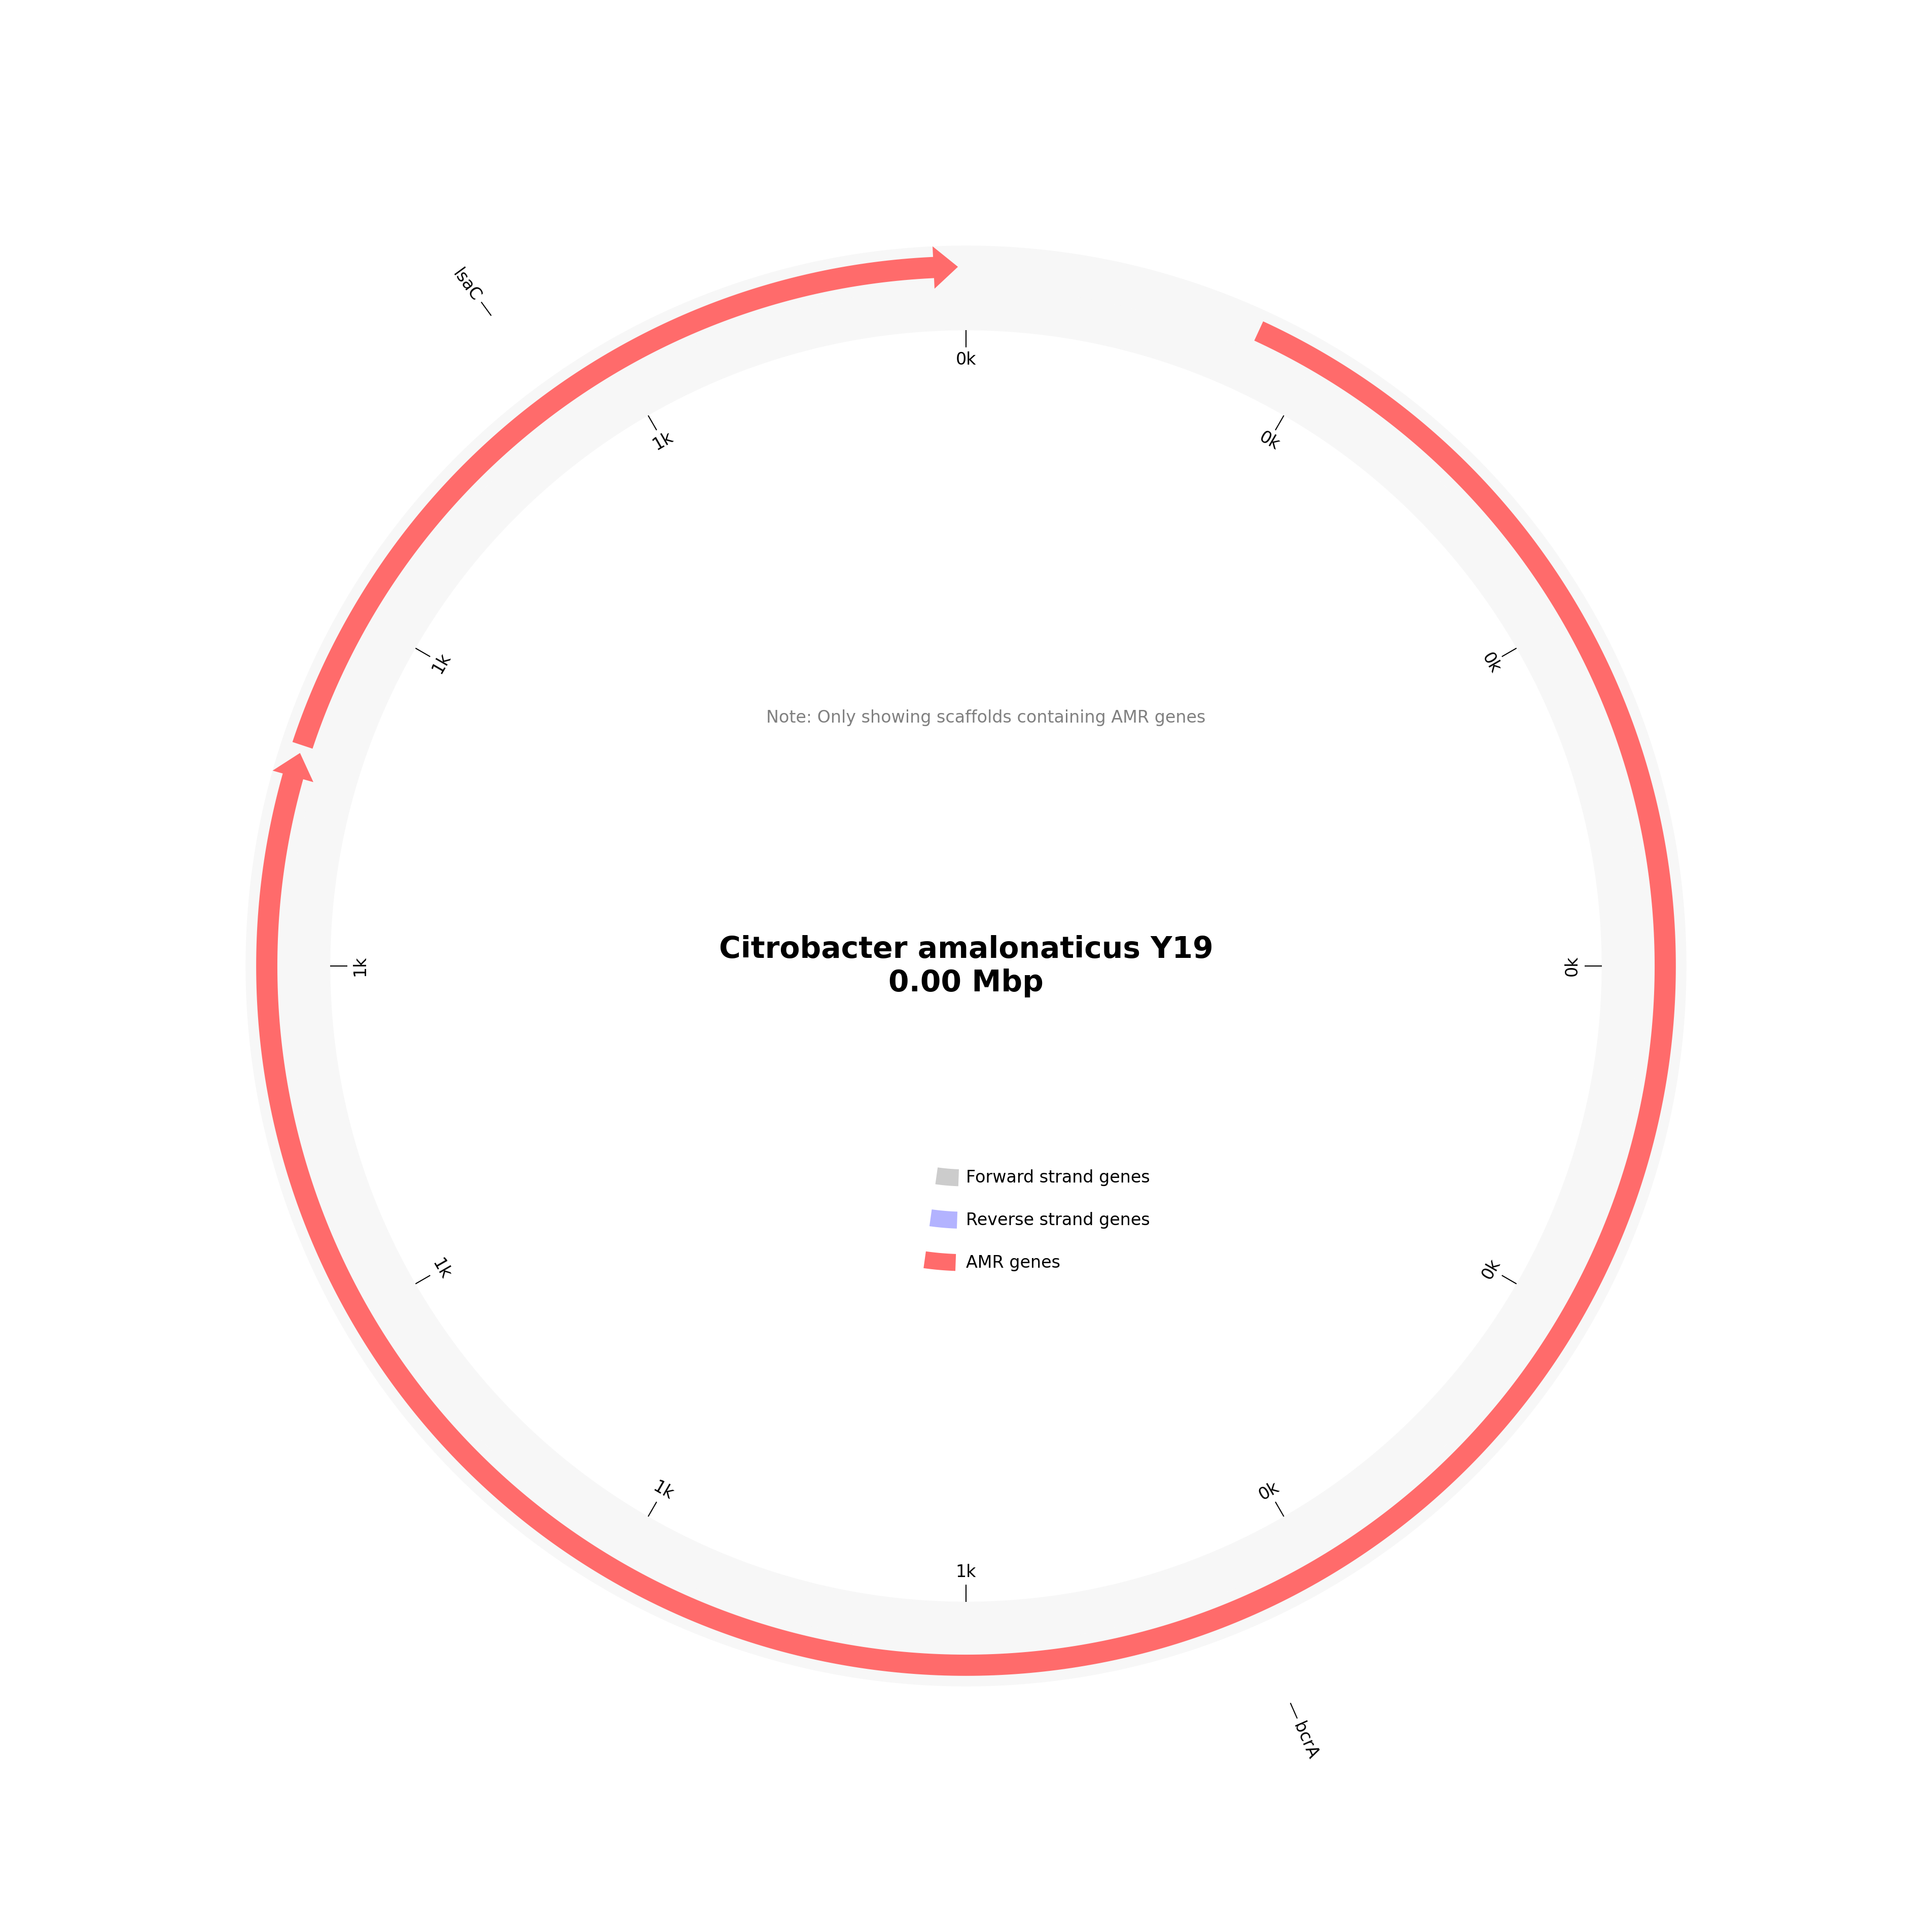 lsaC
0k
1k
0k
1k
0k
Note: Only showing scaffolds containing AMR genes
Citrobacter amalonaticus Y19
0.00 Mbp
1k
0k
Forward strand genes
Reverse strand genes
AMR genes
1k
0k
1k
0k
1k
bcrA